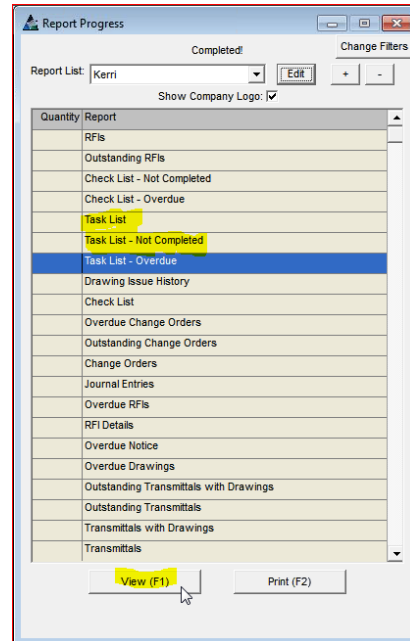 Report Progress
Completed!
Change Filters
Report List: Kerri Edit + -
Show Company Logo:
Quantity Report
RFIs
Outstanding RFIs
Check List - Not Completed
Check List - Overdue
Task List
Task List - Not Completed
Task List - Overdue
Drawing Issue History
Check List
Overdue Change Orders
Outstanding Change Orders
Change Orders
Journal Entries
Overdue RFIs
RFI Details
Overdue Notice
Overdue Drawings
Outstanding Transmittals with Drawings
Outstanding Transmittals
Transmittals with Drawings
Transmittals
View (F1) Print (F2)